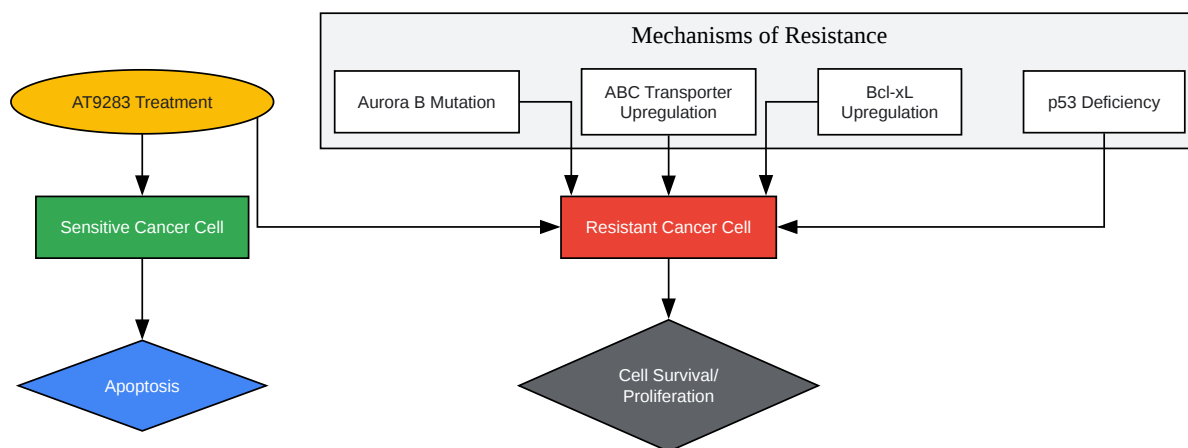 Mechanisms of Resistance
AT9283 Treatment
Aurora B Mutation
ABC Transporter
Upregulation
Bcl-xL
Upregulation
p53 Deficiency
Sensitive Cancer Cell
Resistant Cancer Cell
Apoptosis
Cell Survival/
Proliferation